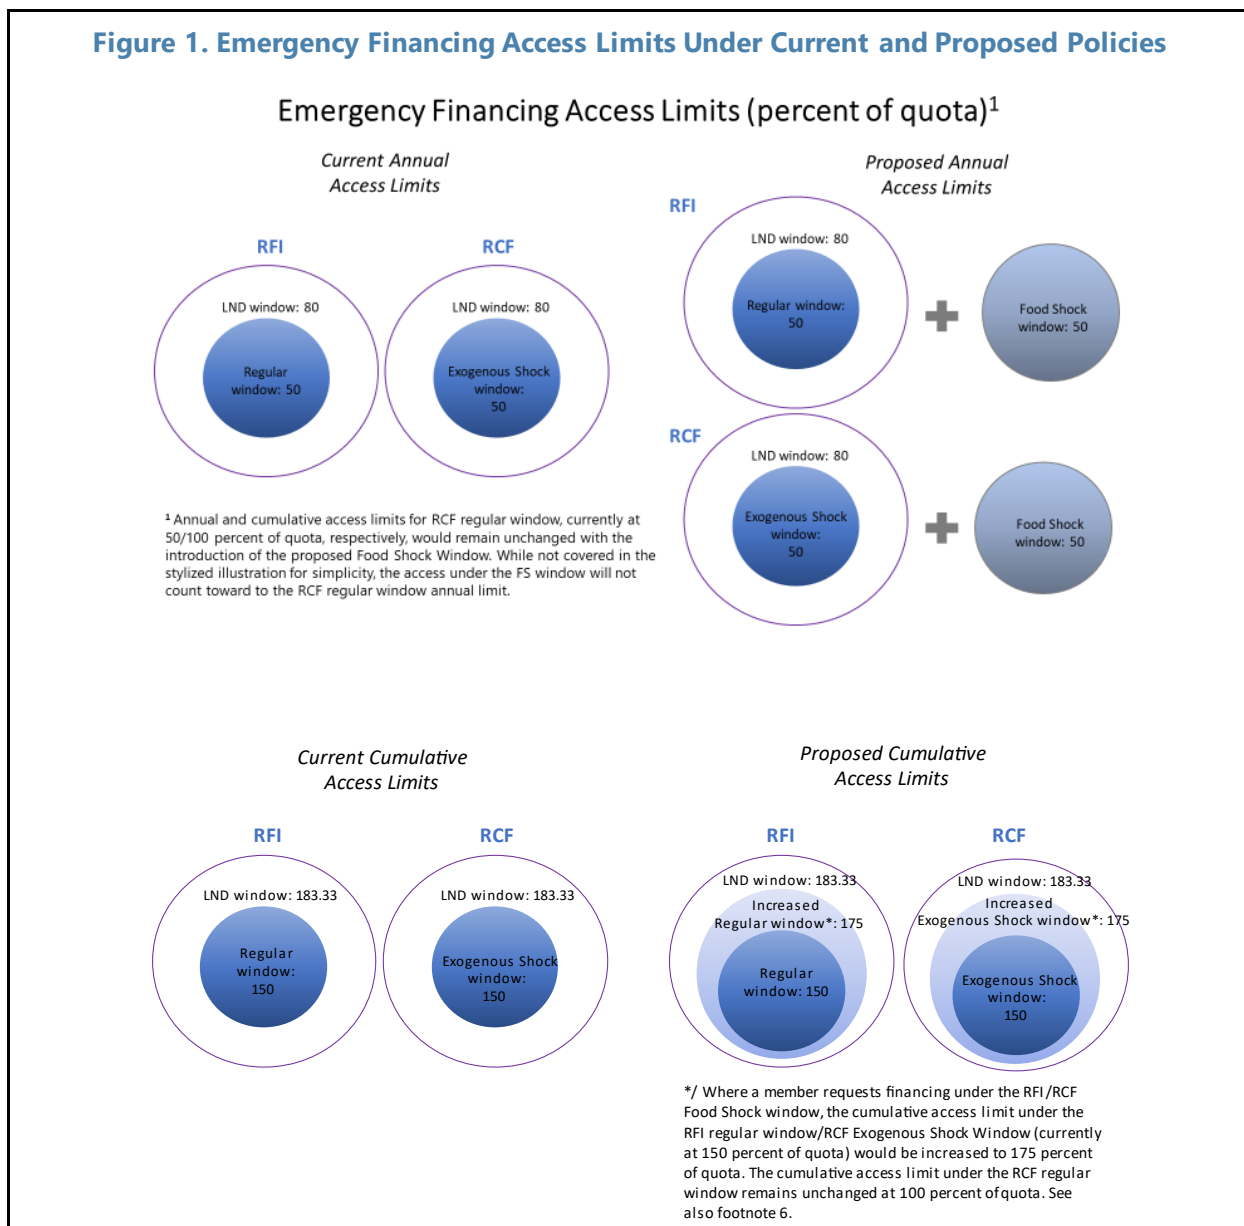 Figure 1. Emergency Financing Access Limits Under Current and Proposed Policies
Emergency Financing Access Limits (percent of quota)¹
Current Annual
Access Limits
RFI
LND window: 80
Regular
window: 50
RCF
LND window: 80
Exogenous Shock
window:
50
Proposed Annual
Access Limits
RFI
LND window: 80
Regular window:
50
Food Shock
window: 50
RCF
LND window: 80
Exogenous Shock
window:
50
Food Shock
window: 50
¹ Annual and cumulative access limits for RCF regular window, currently at
50/100 percent of quota, respectively, would remain unchanged with the
introduction of the proposed Food Shock Window. While not covered in the
stylized illustration for simplicity, the access under the FS window will not
count toward to the RCF regular window annual limit.
Current Cumulative
Access Limits
RFI
LND window: 183.33
Regular
window:
150
RCF
LND window: 183.33
Exogenous Shock
window:
150
Proposed Cumulative
Access Limits
RFI
LND window: 183.33
Increased
Regular window*: 175
Regular
window: 150
RCF
LND window: 183.33
Increased
Exogenous Shock window*: 175
Exogenous Shock
window:
150
*/ Where a member requests financing under the RFI/RCF
Food Shock window, the cumulative access limit under the
RFI regular window/RCF Exogenous Shock Window (currently
at 150 percent of quota) would be increased to 175 percent
of quota. The cumulative access limit under the RCF regular
window remains unchanged at 100 percent of quota. See
also footnote 6.